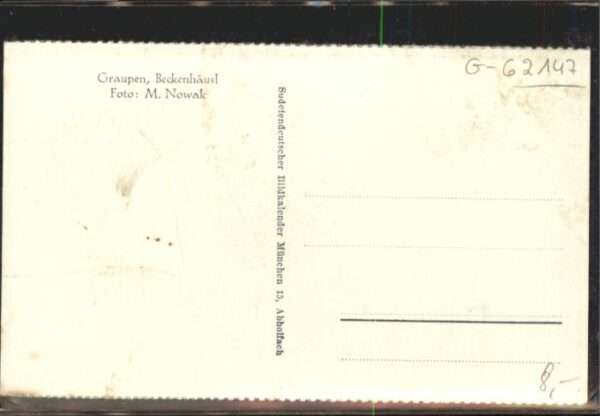 Graupen, Beckenhäusl
Foto: M. Nowak
Sudetendeutscher Bildkalender München 15, Abholfach
G-62147
8,-